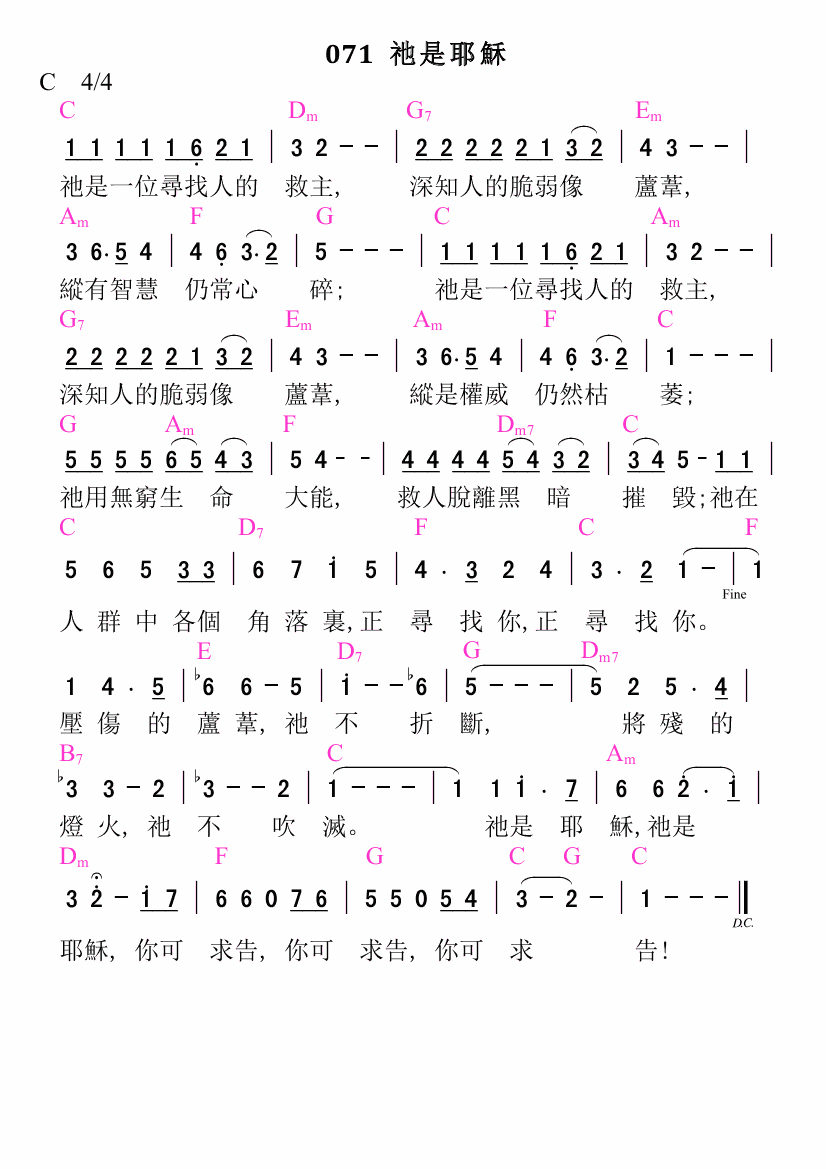 071 祂是耶穌
C 4/4
C Dm G7 Em
1 1 1 1 1 6 2 1 | 3 2 - - | 2 2 2 2 2 1 3 2 | 4 3 - - |
祂是一位尋找人的 救主, 深知人的脆弱像 蘆葦,
Am F G C Am
3 6· 5 4 | 4 6 3· 2 | 5 - - - | 1 1 1 1 1 6 2 1 | 3 2 - - |
縱有智慧 仍常心 碎; 祂是一位尋找人的 救主,
G7 Em Am F C
2 2 2 2 2 1 3 2 | 4 3 - - | 3 6· 5 4 | 4 6 3· 2 | 1 - - - |
深知人的脆弱像 蘆葦, 縱是權威 仍然枯 萎;
G Am F Dm7 C
5 5 5 5 6 5 4 3 | 5 4 - - | 4 4 4 4 5 4 3 2 | 3 4 5 - 1 1 |
祂用無窮生 命 大能, 救人脫離黑 暗 摧 毀;祂在
C D7 F C F
5 6 5 3 3 | 6 7 i 5 | 4 · 3 2 4 | 3 · 2 1 - | 1
Fine
人 群 中 各個 角 落 裏,正 尋 找 你,正 尋 找 你。
E D7 G Dm7
1 4 · 5 | ♭6 6 - 5 | i - - ♭6 | 5 - - - | 5 2 5 · 4 |
壓 傷 的 蘆 葦, 祂 不 折 斷, 將 殘 的
B7 C Am
♭3 3 - 2 | ♭3 - - 2 | 1 - - - | 1 1 i · 7 | 6 6 2 · i |
燈 火, 祂 不 吹 滅。 祂是 耶 穌,祂是
Dm F G C G C
3 2 - i 7 | 6 6 0 7 6 | 5 5 0 5 4 | 3 - 2 - | 1 - - - ‖
D.C.
耶穌, 你可 求告, 你可 求告, 你可 求 告!